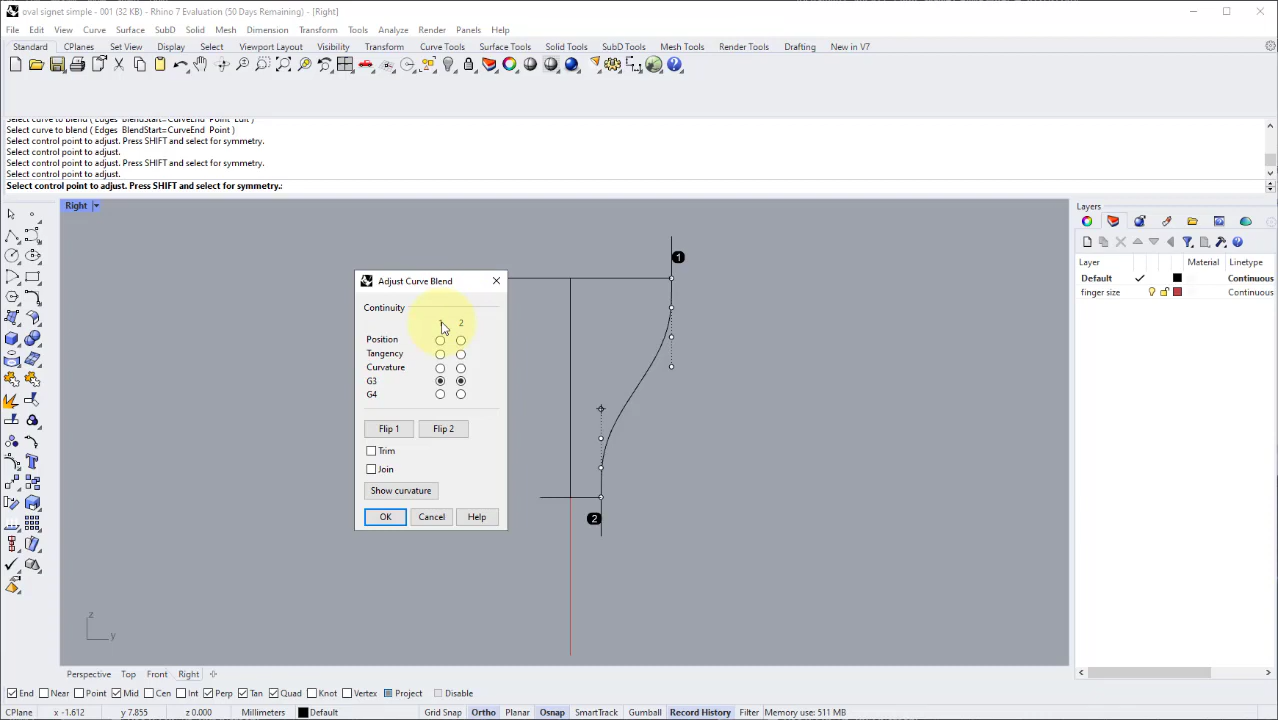 oval signet simple - 001 (32 KB) - Rhino 7 Evaluation (50 Days Remaining) - [Right]
File Edit View Curve Surface SubD Solid Mesh Dimension Transform Tools Analyze Render Panels Help
Standard CPlanes Set View Display Select Viewport Layout Visibility Transform Curve Tools Surface Tools Solid Tools SubD Tools Mesh Tools Render Tools Drafting New in V7
Select curve to blend ( Edges BlendStart=CurveEnd Point Edit )
Select curve to blend ( Edges BlendStart=CurveEnd Point )
Select control point to adjust. Press SHIFT and select for symmetry.
Select control point to adjust.
Select control point to adjust. Press SHIFT and select for symmetry.
Select control point to adjust.
Select control point to adjust. Press SHIFT and select for symmetry.:
Right
Layers
Layer Material Linetype
Default Continuous
finger size Continuous
1
Adjust Curve Blend
Continuity
2
Position
Tangency
Curvature
G3
G4
Flip 1 Flip 2
Trim
Join
Show curvature
OK Cancel Help
2
z
y
Perspective Top Front Right
End Near Point Mid Cen Int Perp Tan Quad Knot Vertex Project Disable
CPlane x -1.612 y 7.855 z 0.000 Millimeters Default Grid Snap Ortho Planar Osnap SmartTrack Gumball Record History Filter Memory use: 511 MB